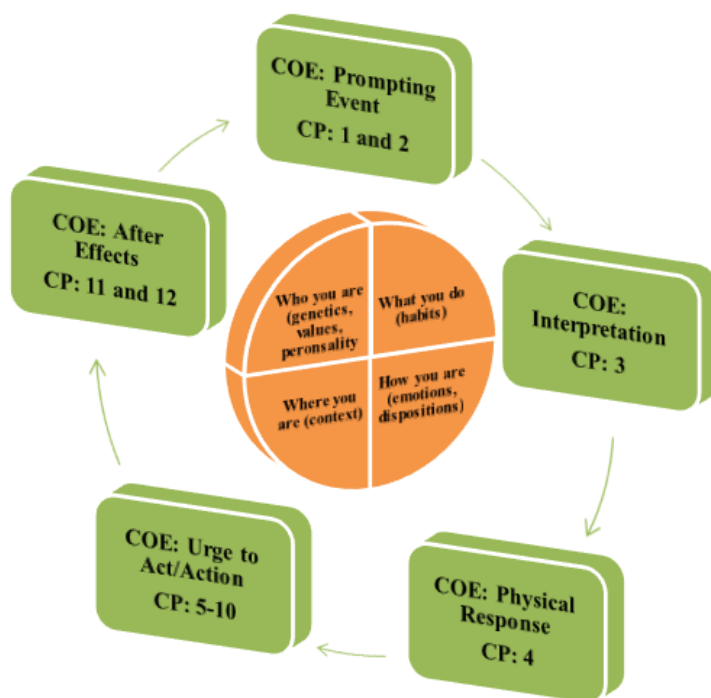 COE: Prompting
Event
CP: 1 and 2
COE:
Interpretation
CP: 3
COE: Physical
Response
CP: 4
COE: Urge to
Act/Action
CP: 5-10
COE: After
Effects
CP: 11 and 12
Who you are
(genetics,
values,
peronsality
What you do
(habits)
How you are
(emotions,
dispositions)
Where you
are (context)